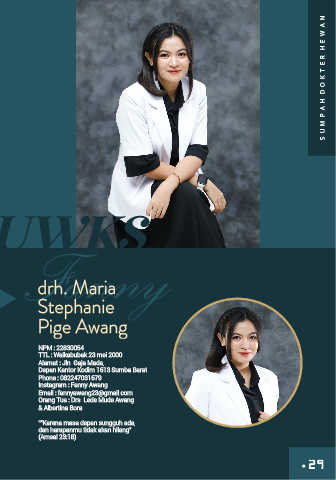 SUMPAH DOKTER HEWAN
UWKS
Fanny
drh. Maria
Stephanie
Pige Awang
NPM : 22830054
TTL : Waikabubak 23 mei 2000
Alamat : Jln Gaja Mada,
Depan Kantor Kodim 1613 Sumba Barat
Phone : 082247031679
Instagram : Fanny Awang
Email : fannyawang23@gmail.com
Orang Tua : Drs Lede Muda Awang
& Albertina Bora
""Karena masa depan sungguh ada,
dan harapanmu tidak akan hilang"
(Amsal 23:18)
• 29